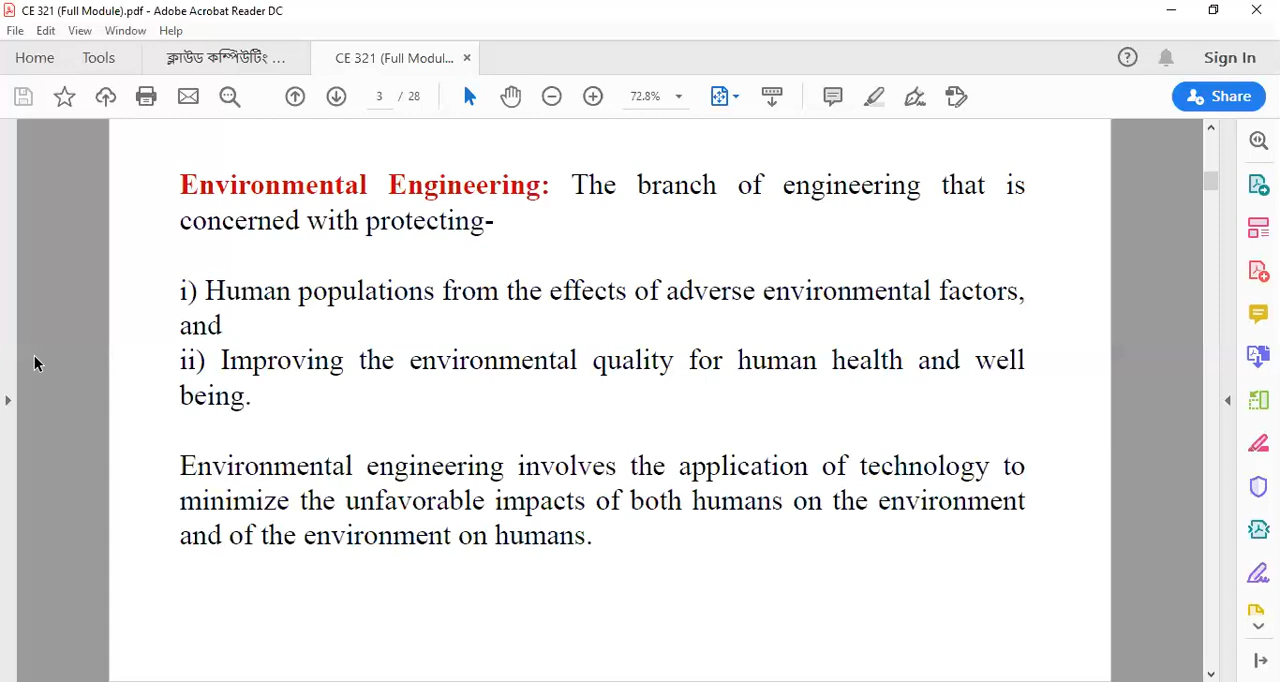 CE 321 (Full Module).pdf - Adobe Acrobat Reader DC
File Edit View Window Help
Home Tools ক্লাউড কম্পিউটিং ... CE 321 (Full Modul... × Sign In
3 / 28 72.8% Share
Environmental Engineering: The branch of engineering that is
concerned with protecting-
i) Human populations from the effects of adverse environmental factors,
and
ii) Improving the environmental quality for human health and well
being.
Environmental engineering involves the application of technology to
minimize the unfavorable impacts of both humans on the environment
and of the environment on humans.